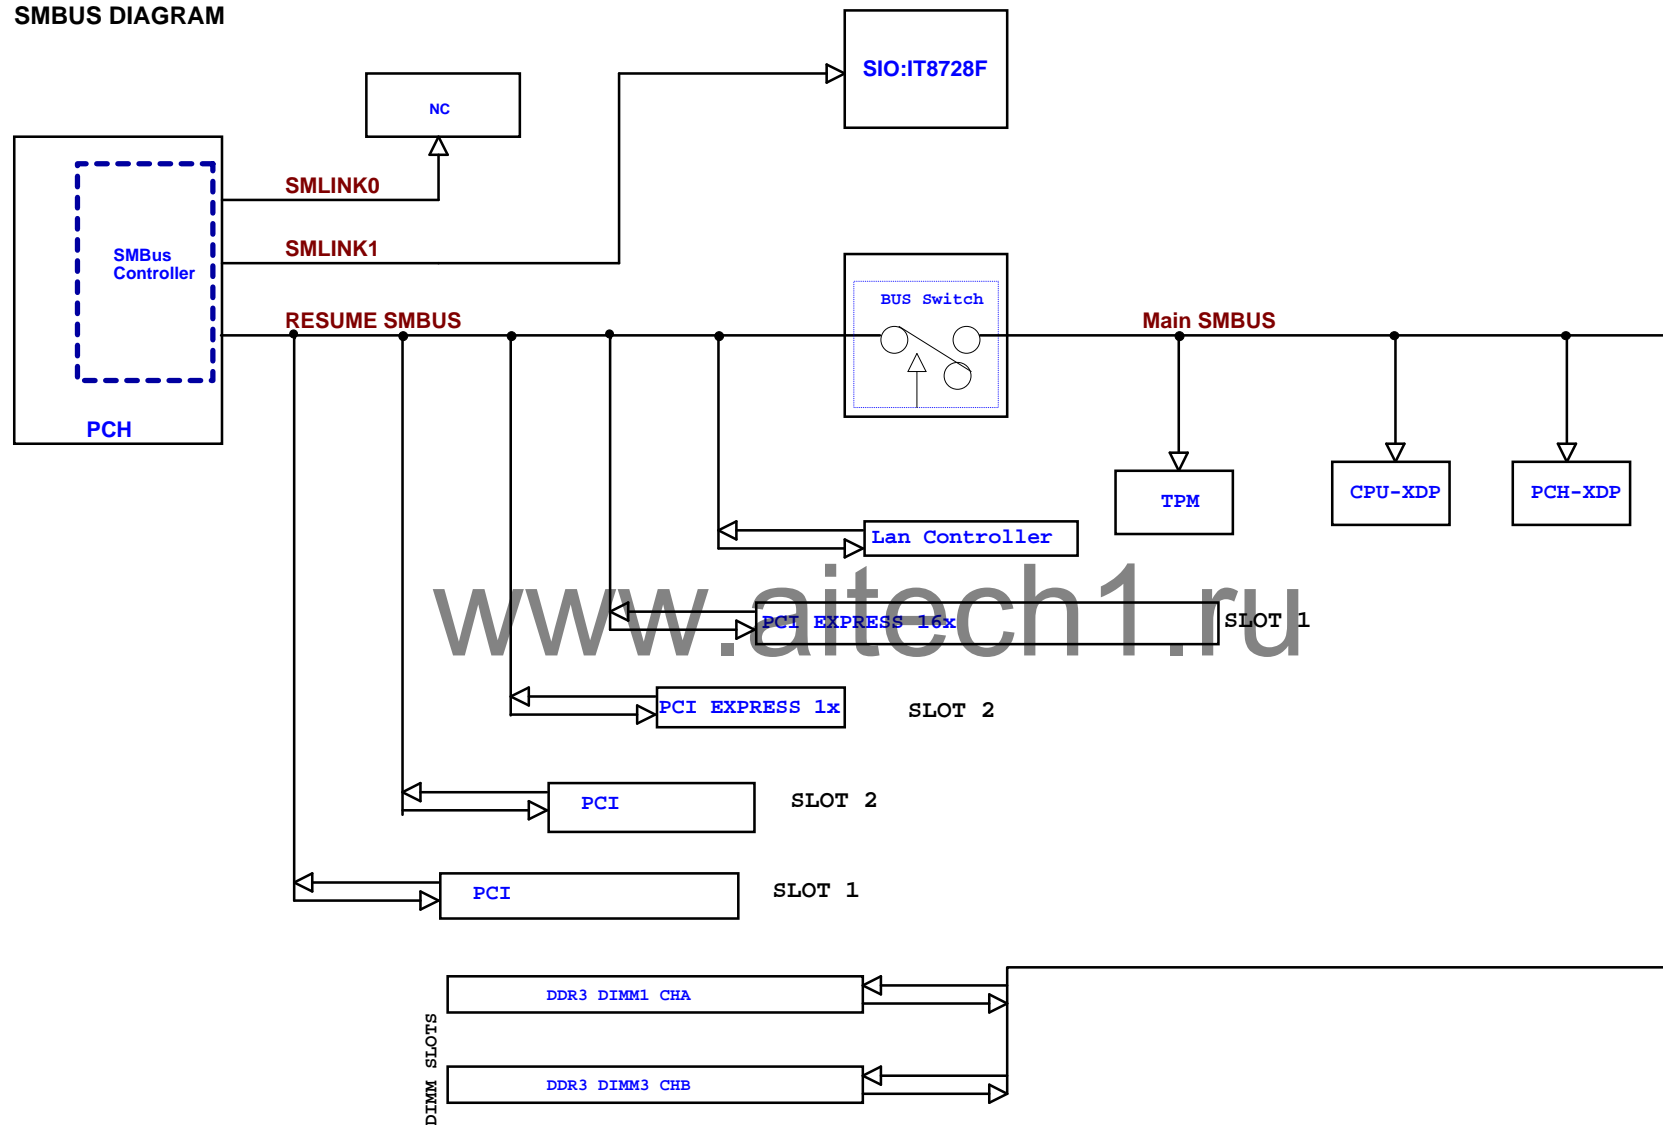 SMBUS DIAGRAM
SIO:IT8728F
NC
SMLINK0
SMLINK1
SMBus
Controller
RESUME SMBUS
BUS Switch
Main SMBUS
PCH
TPM
CPU-XDP
PCH-XDP
Lan Controller
www.aitech1.ru
PCI EXPRESS 16x
SLOT 1
PCI EXPRESS 1x
SLOT 2
PCI
SLOT 2
PCI
SLOT 1
DDR3 DIMM1 CHA
DIMM SLOTS
DDR3 DIMM3 CHB